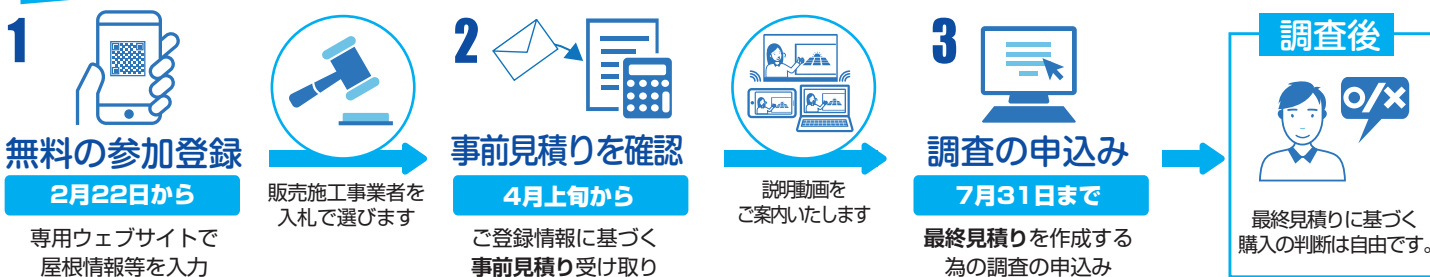 1
無料の参加登録
2月22日から
専用ウェブサイトで
屋根情報等を入力
販売施工事業者を
入札で選びます
2
事前見積りを確認
4月上旬から
ご登録情報に基づく
事前見積り受け取り
説明動画を
ご案内いたします
3
調査の申込み
7月31日まで
最終見積りを作成する
為の調査の申込み
調査後
o/x
最終見積りに基づく
購入の判断は自由です。